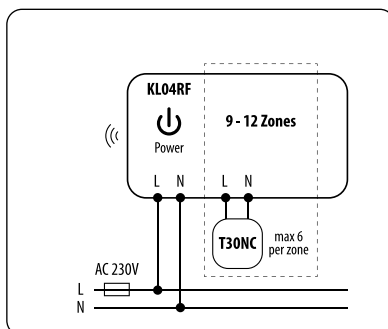 KL04RF
9 - 12 Zones
Power
L N L N
T30NC
max 6
per zone
AC 230V
L
N